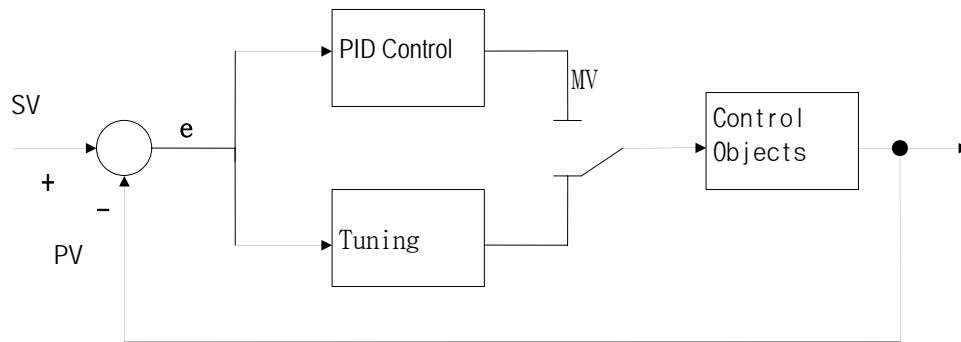 PID Control
MV
SV
e
Control
Objects
+
−
Tuning
PV